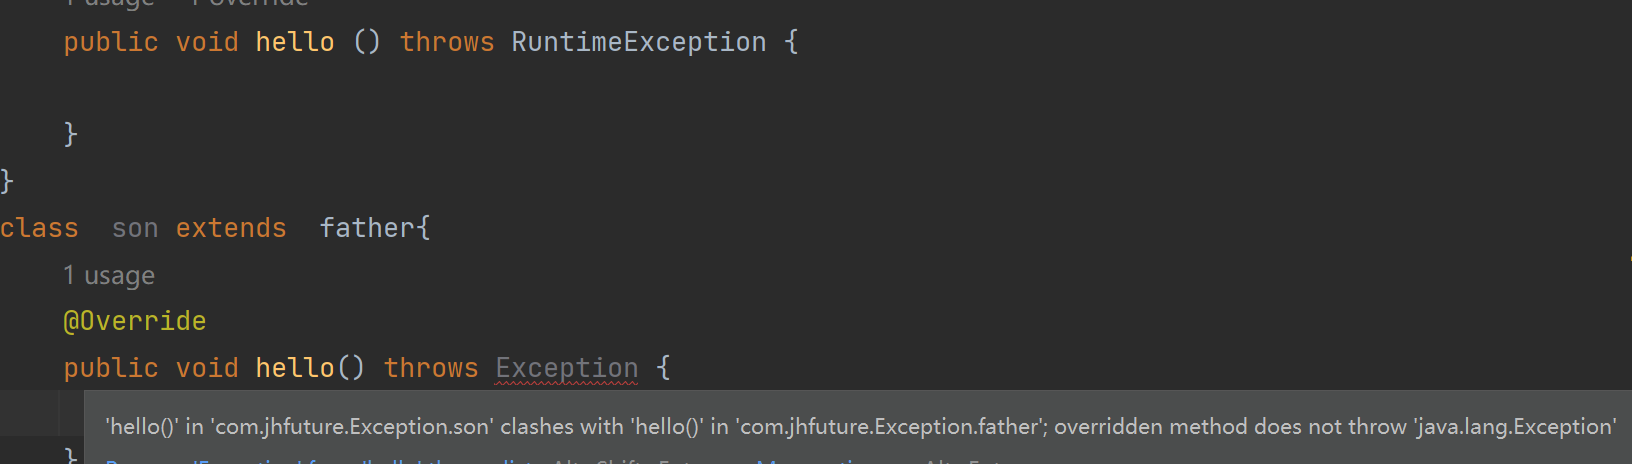 1 usage 1 override
public void hello () throws RuntimeException {
}
}
class son extends father{
1 usage
@Override
public void hello() throws Exception {
'hello()' in 'com.jhfuture.Exception.son' clashes with 'hello()' in 'com.jhfuture.Exception.father'; overridden method does not throw 'java.lang.Exception'
}